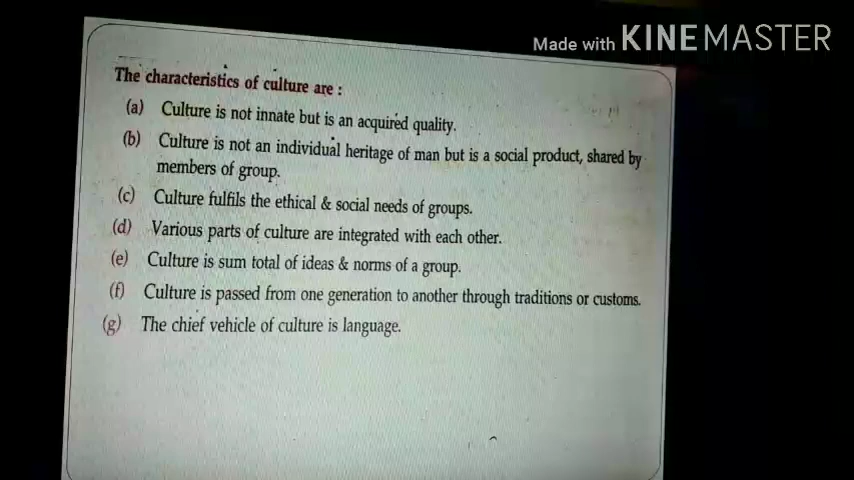 Made with KINEMASTER
The characteristics of culture are :
(a) Culture is not innate but is an acquired quality.
(b) Culture is not an individual heritage of man but is a social product, shared by
members of group.
(c) Culture fulfils the ethical & social needs of groups.
(d) Various parts of culture are integrated with each other.
(e) Culture is sum total of ideas & norms of a group.
(f) Culture is passed from one generation to another through traditions or customs.
(g) The chief vehicle of culture is language.